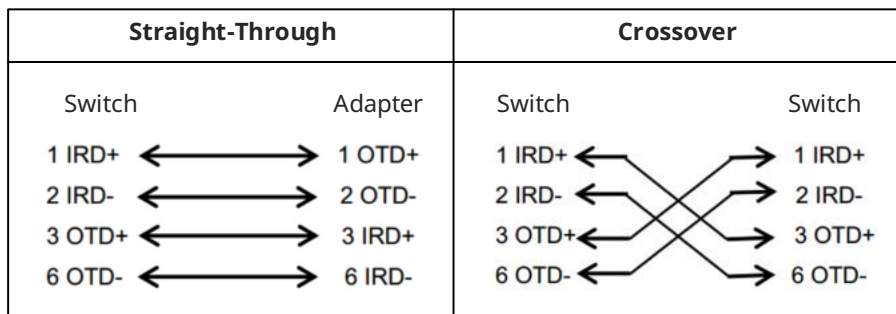 Straight-Through
Crossover
Switch Adapter
1 IRD+ 1 OTD+
2 IRD- 2 OTD-
3 OTD+ 3 IRD+
6 OTD- 6 IRD-
Switch Switch
1 IRD+ 1 IRD+
2 IRD- 2 IRD-
3 OTD+ 3 OTD+
6 OTD- 6 OTD-